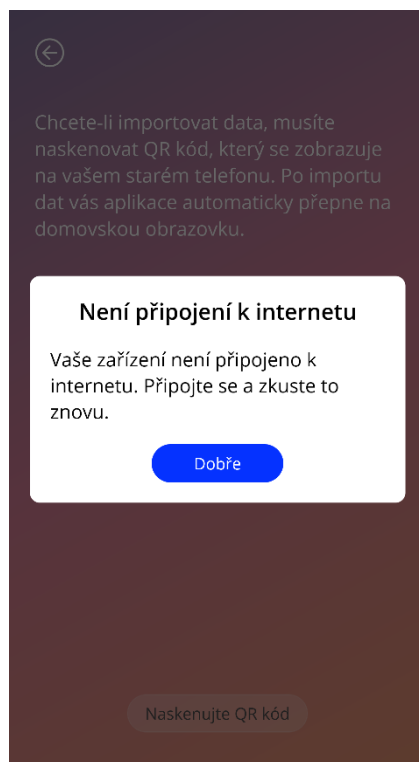 Chcete-li importovat data, musíte
naskenovat QR kód, který se zobrazuje
na vašem starém telefonu. Po importu
dat vás aplikace automaticky přepne na
domovskou obrazovku.
Není připojení k internetu
Vaše zařízení není připojeno k
internetu. Připojte se a zkuste to
znovu.
Dobře
Naskenujte QR kód